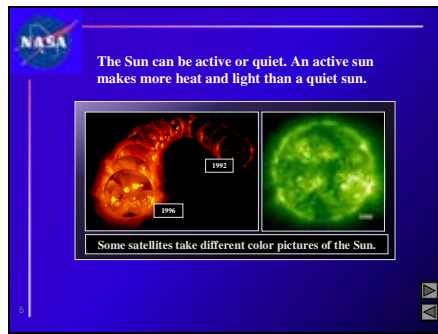 NASA
The Sun can be active or quiet. An active sun
makes more heat and light than a quiet sun.
1992
1996
Some satellites take different color pictures of the Sun.
5